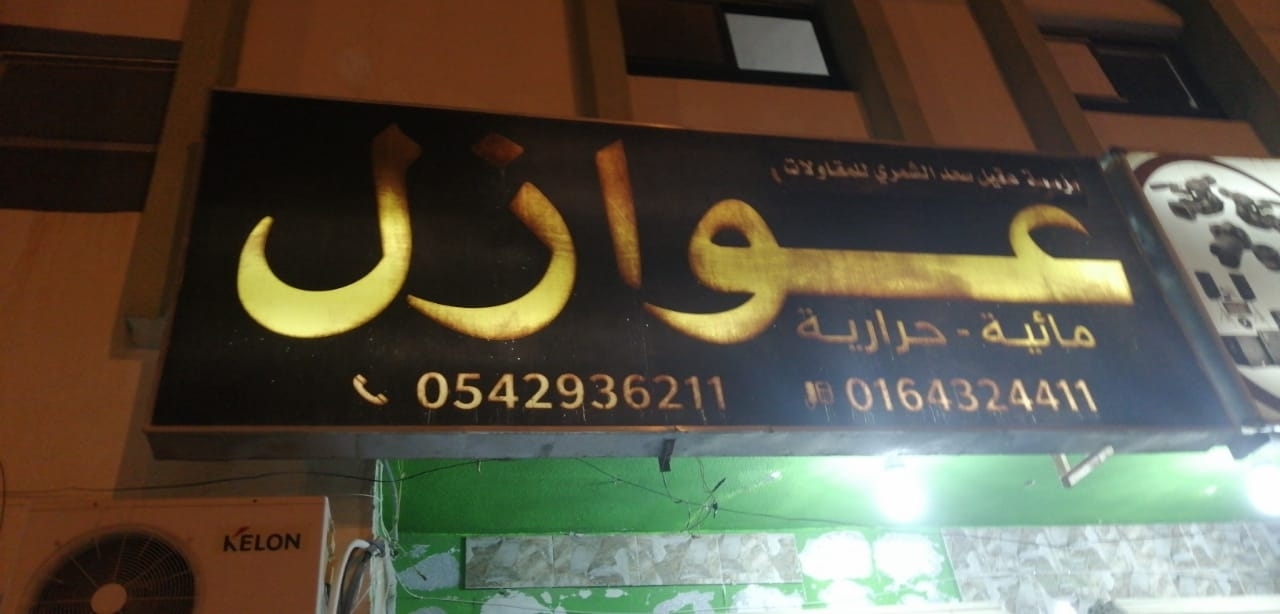 مؤسسة عقيل سعد الشمري للمقاولات
عوازل
مائية - حرارية
0542936211
0164324411
KELON